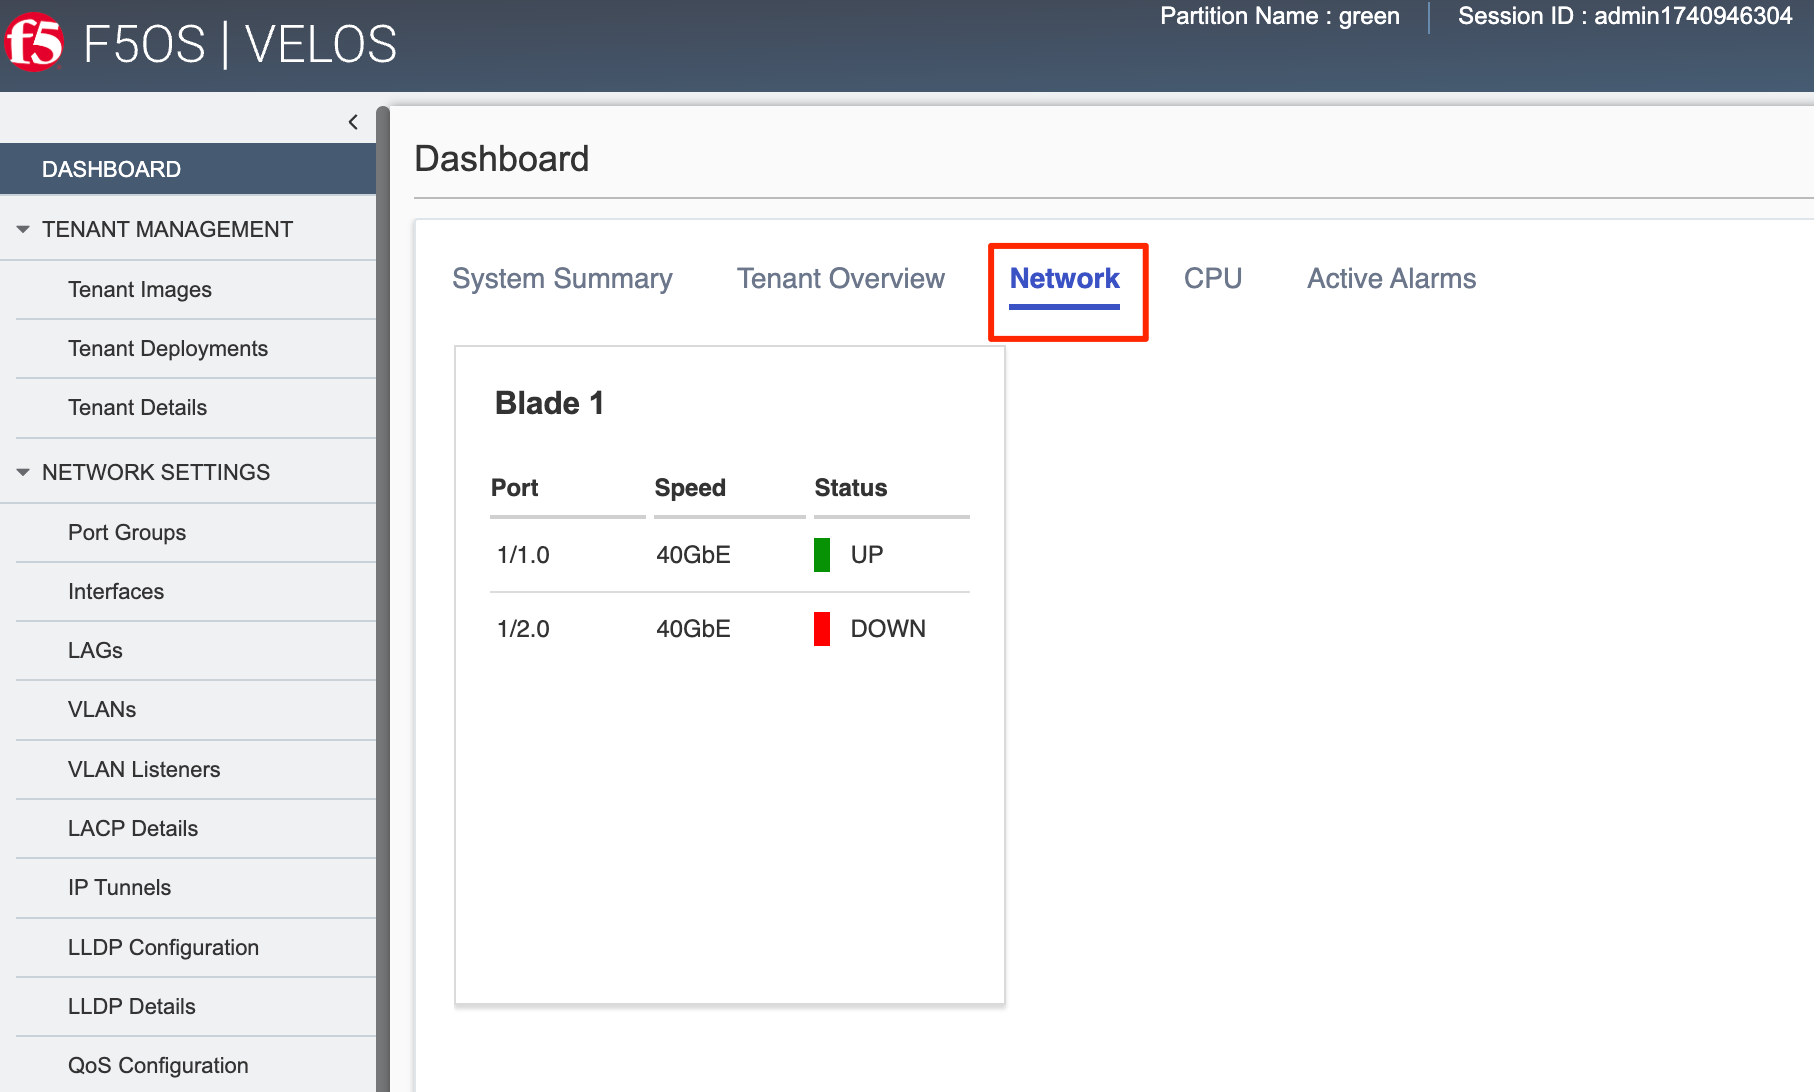 f5 F5OS | VELOS
Partition Name : green
Session ID : admin1740946304
DASHBOARD
TENANT MANAGEMENT
Tenant Images
Tenant Deployments
Tenant Details
NETWORK SETTINGS
Port Groups
Interfaces
LAGs
VLANs
VLAN Listeners
LACP Details
IP Tunnels
LLDP Configuration
LLDP Details
QoS Configuration
Dashboard
System Summary Tenant Overview Network CPU Active Alarms
Blade 1
Port Speed Status
1/1.0 40GbE UP
1/2.0 40GbE DOWN